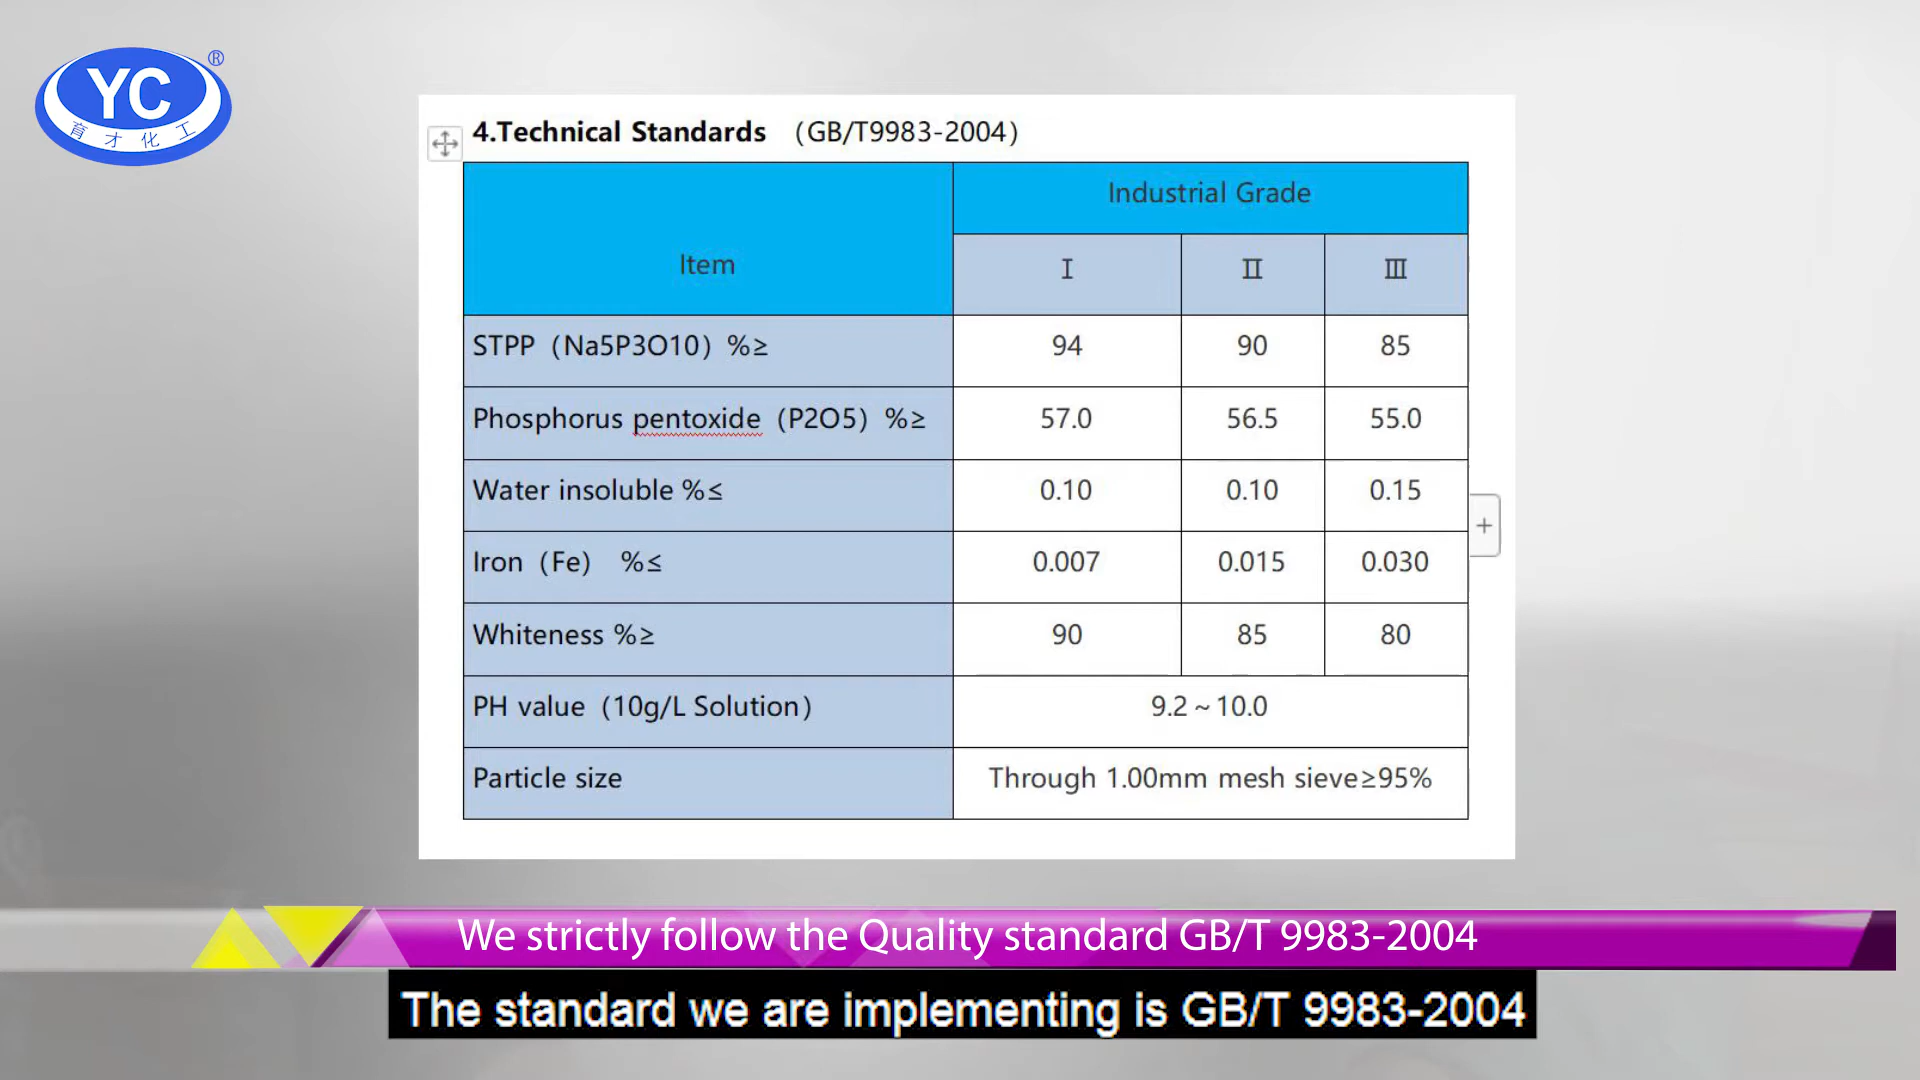 YC®
育才化工
4.Technical Standards （GB/T9983-2004）
Industrial Grade
Item
Ⅰ Ⅱ Ⅲ
STPP（Na5P3O10）%≥ 94 90 85
Phosphorus pentoxide（P2O5）%≥ 57.0 56.5 55.0
Water insoluble %≤ 0.10 0.10 0.15
Iron（Fe） %≤ 0.007 0.015 0.030
Whiteness %≥ 90 85 80
PH value（10g/L Solution） 9.2～10.0
Particle size Through 1.00mm mesh sieve≥95%
We strictly follow the Quality standard GB/T 9983-2004
The standard we are implementing is GB/T 9983-2004